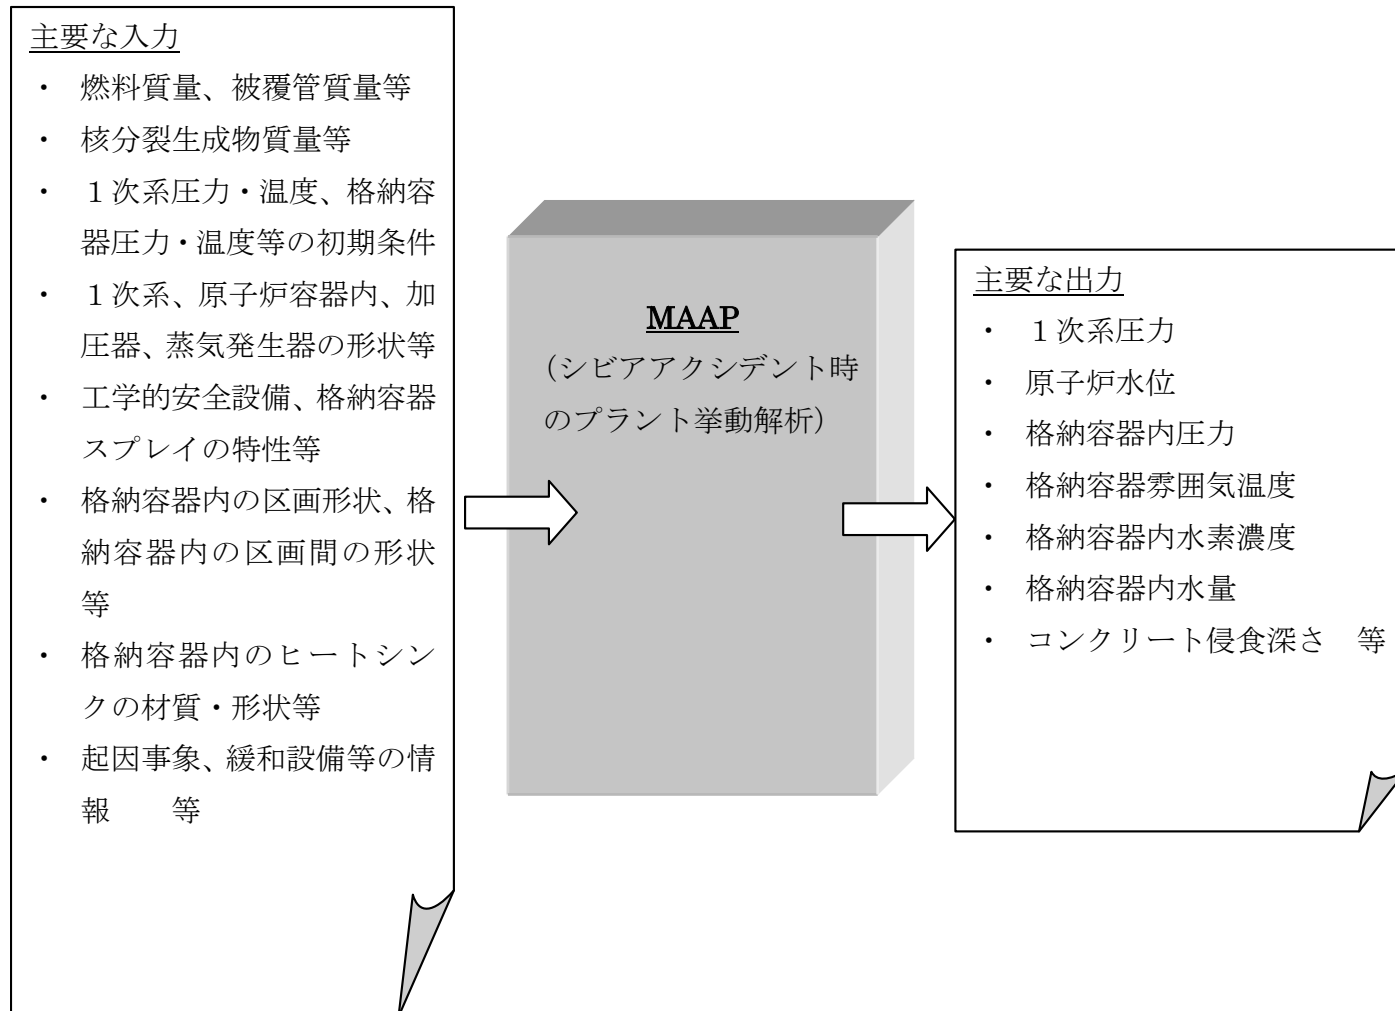 主要な入力
・ 燃料質量、被覆管質量等
・ 核分裂生成物質量等
・ １次系圧力・温度、格納容
器圧力・温度等の初期条件
・ １次系、原子炉容器内、加
圧器、蒸気発生器の形状等
・ 工学的安全設備、格納容器
スプレイの特性等
・ 格納容器内の区画形状、格
納容器内の区画間の形状
等
・ 格納容器内のヒートシン
クの材質・形状等
・ 起因事象、緩和設備等の情
報　　等
MAAP
（シビアアクシデント時
のプラント挙動解析）
主要な出力
・ １次系圧力
・ 原子炉水位
・ 格納容器内圧力
・ 格納容器雰囲気温度
・ 格納容器内水素濃度
・ 格納容器内水量
・ コンクリート侵食深さ　等